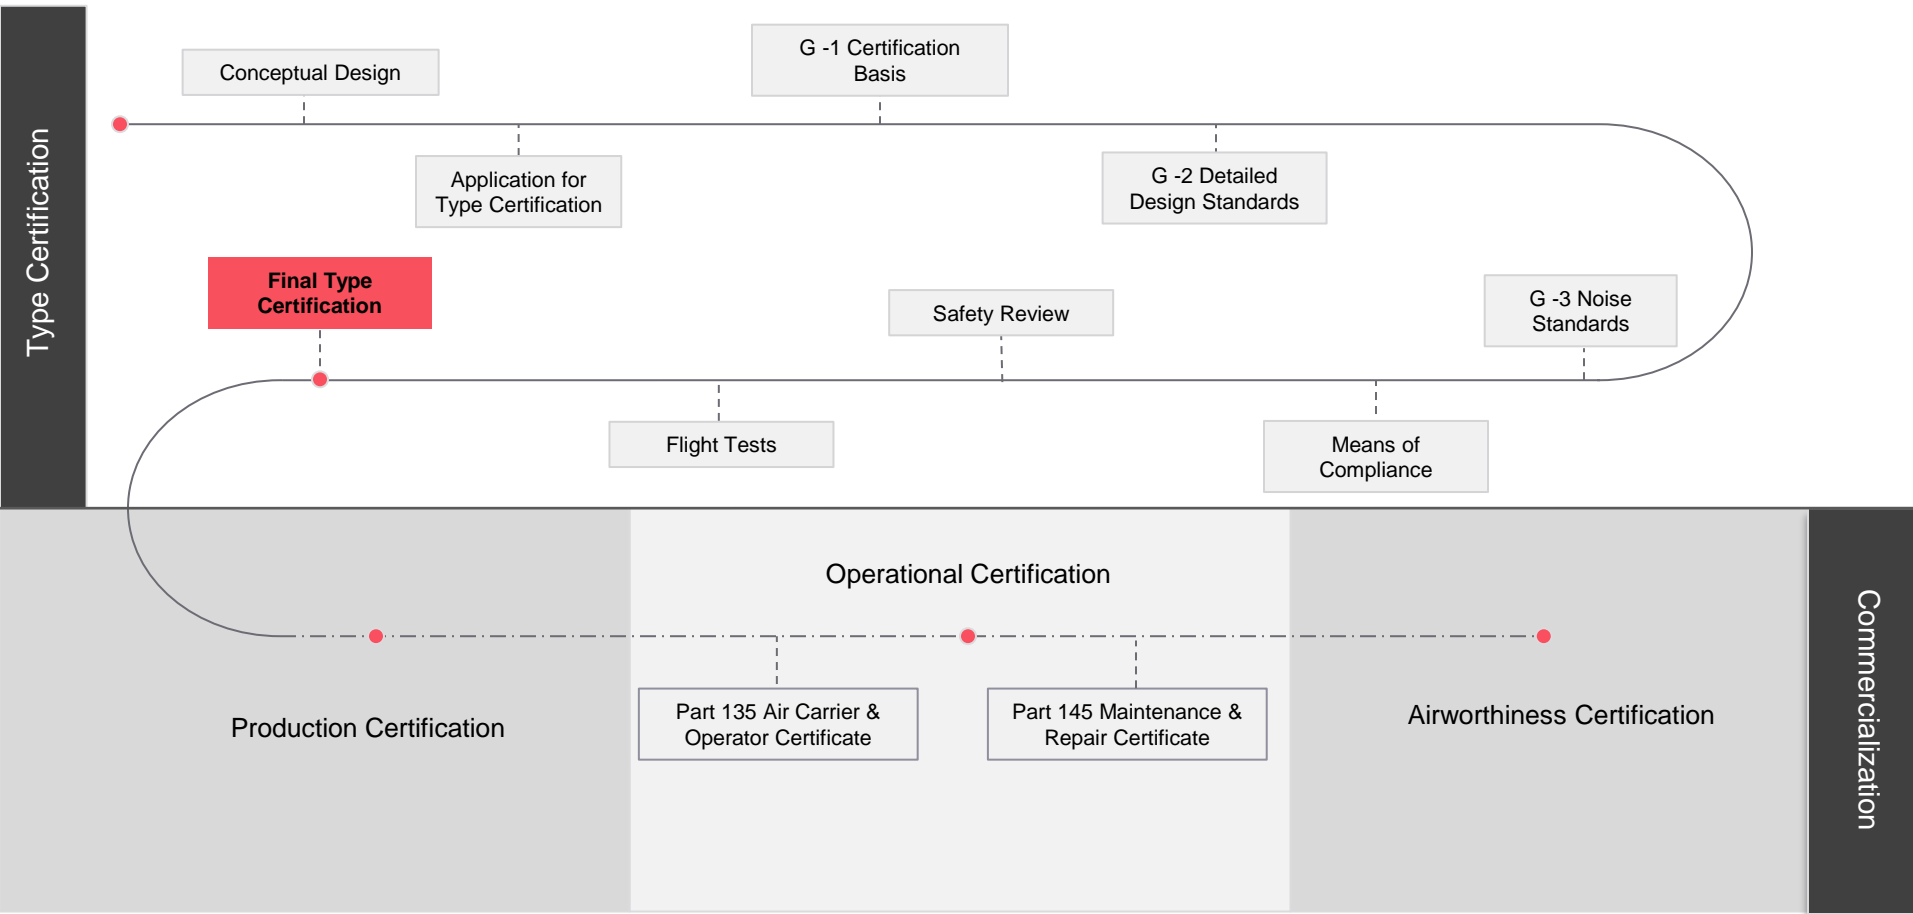 Type Certification
Conceptual Design
Application for
Type Certification
G -1 Certification
Basis
G -2 Detailed
Design Standards
G -3 Noise
Standards
Means of
Compliance
Safety Review
Flight Tests
Final Type
Certification
Commercialization
Production Certification
Operational Certification
Part 135 Air Carrier &
Operator Certificate
Part 145 Maintenance &
Repair Certificate
Airworthiness Certification